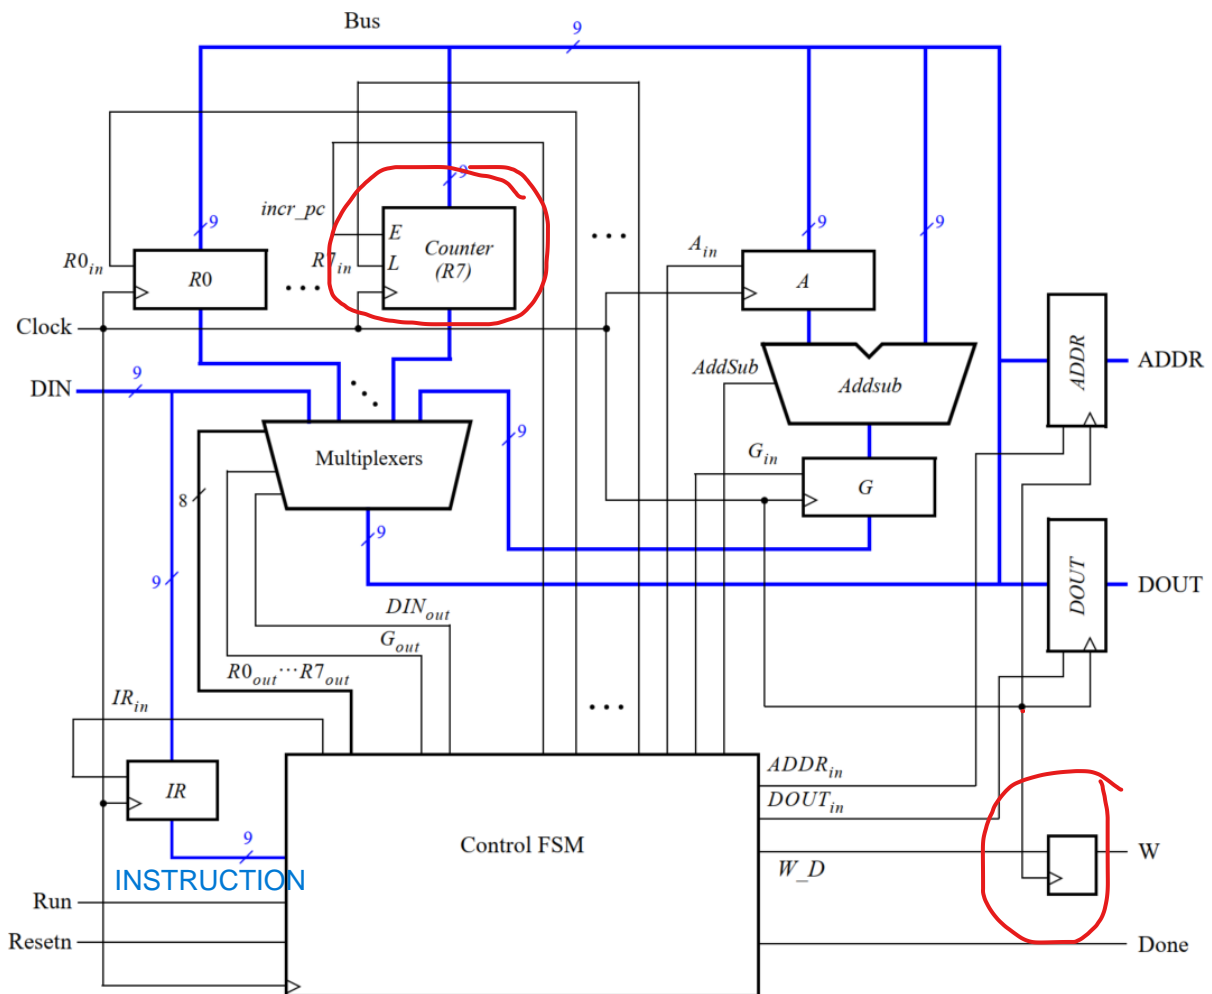 Bus
9
9
incr_pc
9
E
9
9
R0in
R0
...
R7in
L
Counter
(R7)
...
Ain
A
Clock
ADDR
ADDR
DIN
9
AddSub
Addsub
Multiplexers
9
Gin
G
8
9
9
DINout
DOUT
DOUT
Gout
R0out...R7out
IRin
...
IR
ADDRin
DOUTin
9
Control FSM
W_D
W
INSTRUCTION
Run
Resetn
Done